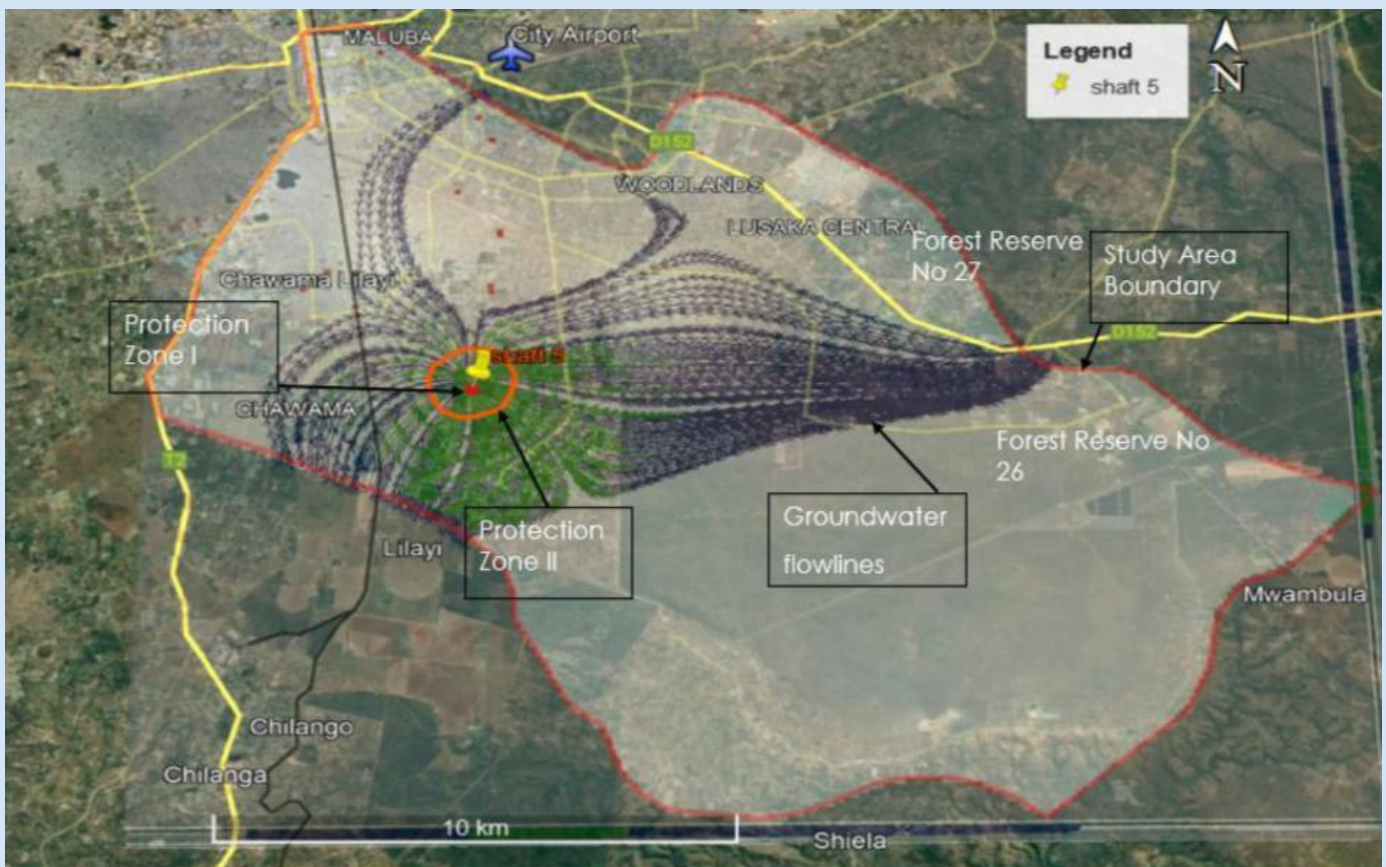 MALUBA
City Airport
Legend
shaft 5
N
D152
WOODLANDS
LUSAKA CENTRAL
Forest Reserve
No 27
Study Area
Boundary
Chawama Lilayi
Protection
Zone I
D152
shaft 5
CHAWAMA
Forest Reserve No
26
T2
Groundwater
flowlines
Protection
Zone II
Lilayi
Mwambula
Chilango
Chilanga
10 km
Shiela